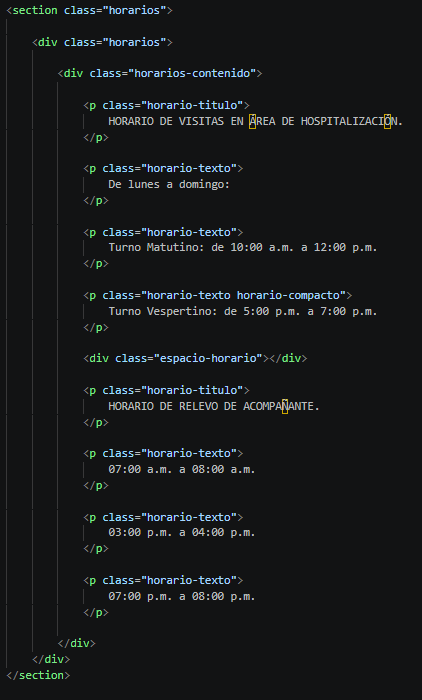 <section class="horarios">
<div class="horarios">
<div class="horarios-contenido">
<p class="horario-titulo">
HORARIO DE VISITAS EN ÁREA DE HOSPITALIZACIÓN.
</p>
<p class="horario-texto">
De lunes a domingo:
</p>
<p class="horario-texto">
Turno Matutino: de 10:00 a.m. a 12:00 p.m.
</p>
<p class="horario-texto horario-compacto">
Turno Vespertino: de 5:00 p.m. a 7:00 p.m.
</p>
<div class="espacio-horario"></div>
<p class="horario-titulo">
HORARIO DE RELEVO DE ACOMPAÑANTE.
</p>
<p class="horario-texto">
07:00 a.m. a 08:00 a.m.
</p>
<p class="horario-texto">
03:00 p.m. a 04:00 p.m.
</p>
<p class="horario-texto">
07:00 p.m. a 08:00 p.m.
</p>
</div>
</div>
</section>